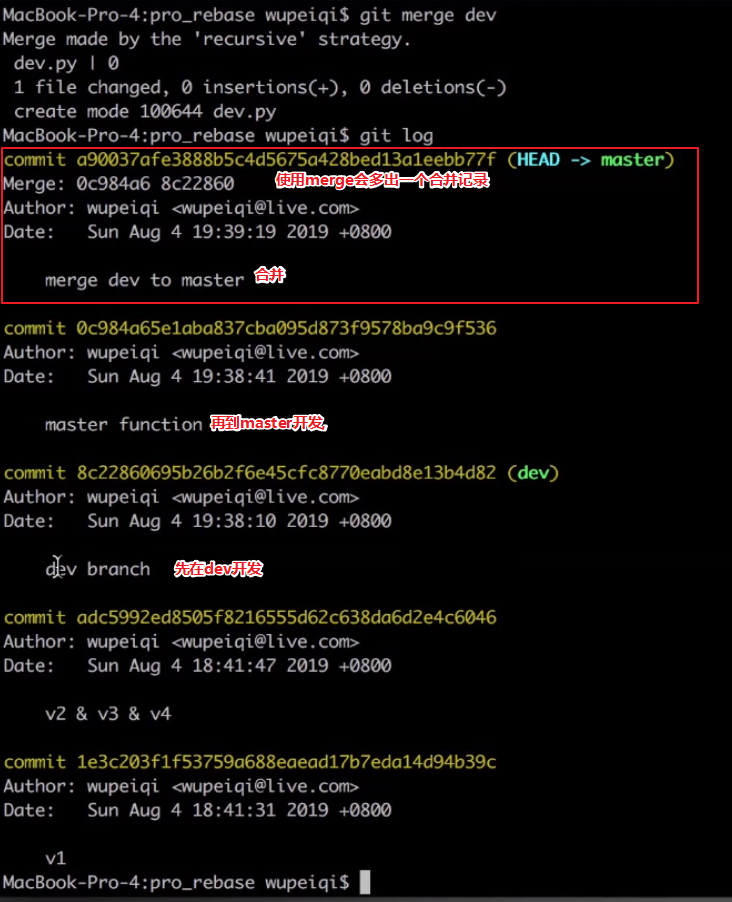 MacBook-Pro-4:pro_rebase wupeiqi$ git merge dev
Merge made by the 'recursive' strategy.
 dev.py | 0
 1 file changed, 0 insertions(+), 0 deletions(-)
 create mode 100644 dev.py
MacBook-Pro-4:pro_rebase wupeiqi$ git log
commit a90037afe3888b5c4d5675a428bed13a1eebb77f (HEAD -> master)
Merge: 0c984a6 8c22860 使用merge会多出一个合并记录
Author: wupeiqi <wupeiqi@live.com>
Date:   Sun Aug 4 19:39:19 2019 +0800
    merge dev to master 合并
commit 0c984a65e1aba837cba095d873f9578ba9c9f536
Author: wupeiqi <wupeiqi@live.com>
Date:   Sun Aug 4 19:38:41 2019 +0800
    master function 再到master开发,
commit 8c22860695b26b2f6e45cfc8770eabd8e13b4d82 (dev)
Author: wupeiqi <wupeiqi@live.com>
Date:   Sun Aug 4 19:38:10 2019 +0800
    dev branch 先在dev开发
commit adc5992ed8505f8216555d62c638da6d2e4c6046
Author: wupeiqi <wupeiqi@live.com>
Date:   Sun Aug 4 18:41:47 2019 +0800
    v2 & v3 & v4
commit 1e3c203f1f53759a688eaead17b7eda14d94b39c
Author: wupeiqi <wupeiqi@live.com>
Date:   Sun Aug 4 18:41:31 2019 +0800
    v1
MacBook-Pro-4:pro_rebase wupeiqi$